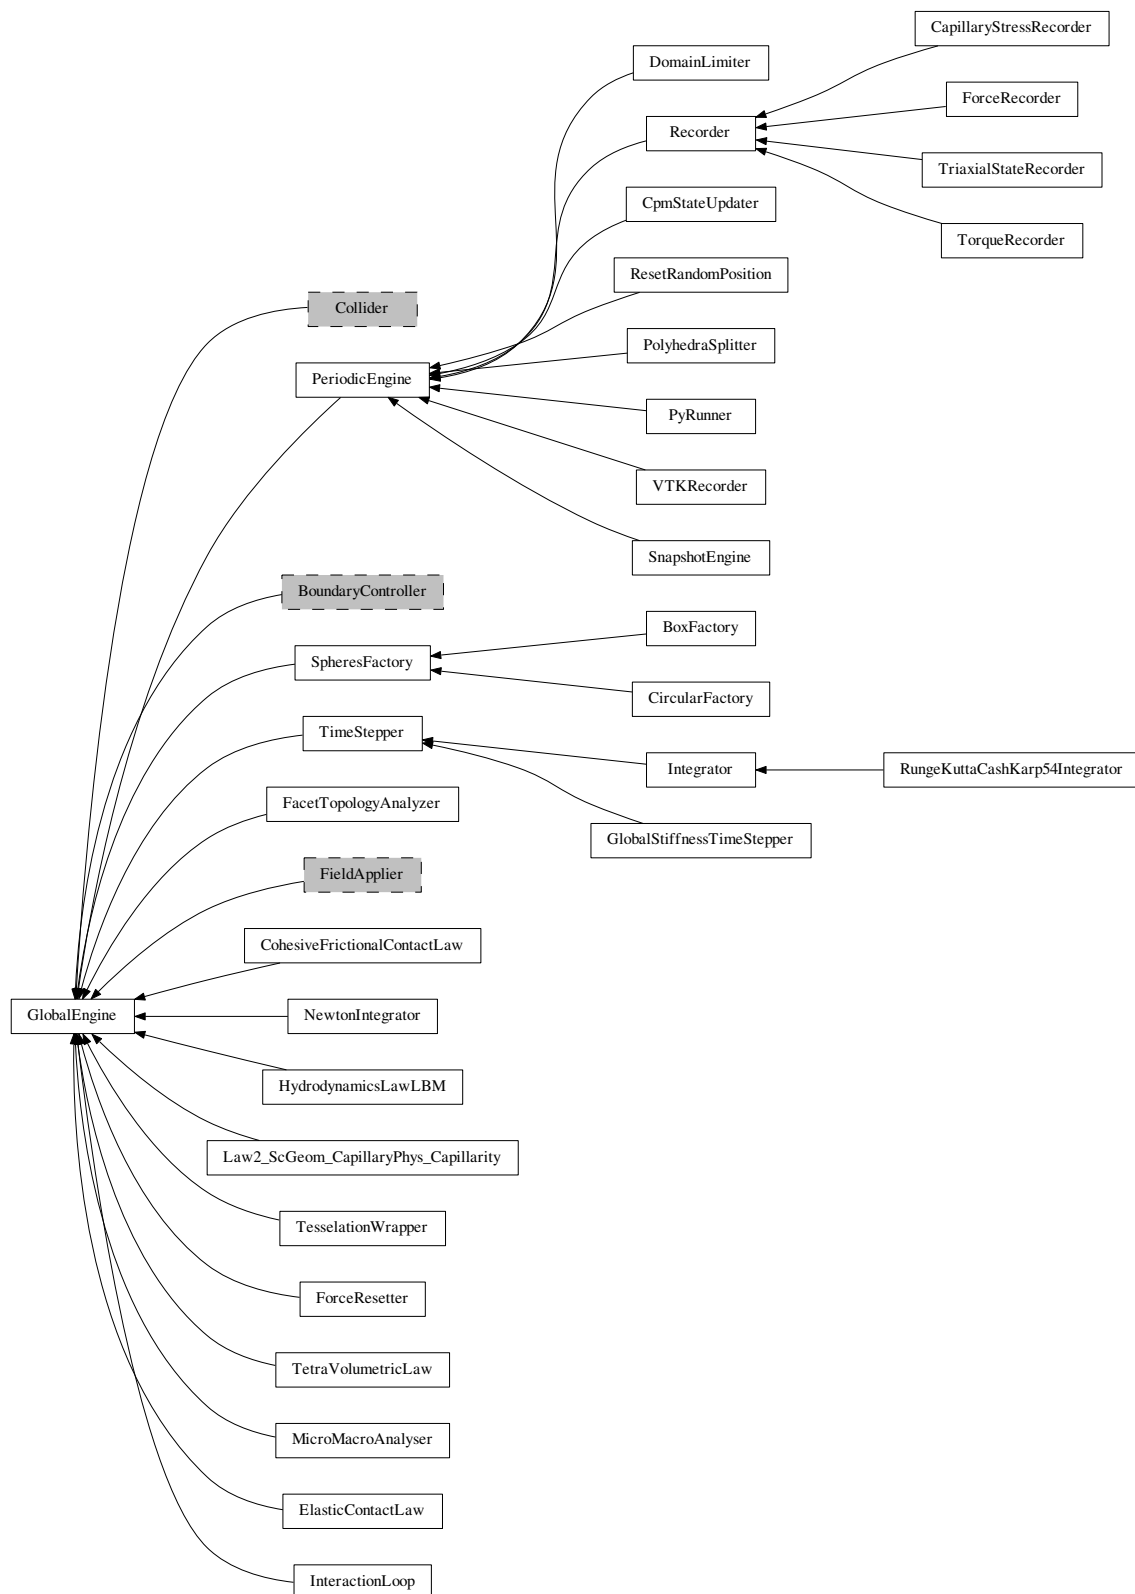 CapillaryStressRecorder
DomainLimiter
ForceRecorder
Recorder
TriaxialStateRecorder
CpmStateUpdater
TorqueRecorder
ResetRandomPosition
Collider
PolyhedraSplitter
PeriodicEngine
PyRunner
VTKRecorder
SnapshotEngine
BoundaryController
BoxFactory
SpheresFactory
CircularFactory
TimeStepper
Integrator
RungeKuttaCashKarp54Integrator
FacetTopologyAnalyzer
GlobalStiffnessTimeStepper
FieldApplier
CohesiveFrictionalContactLaw
GlobalEngine
NewtonIntegrator
HydrodynamicsLawLBM
Law2_ScGeom_CapillaryPhys_Capillarity
TesselationWrapper
ForceResetter
TetraVolumetricLaw
MicroMacroAnalyser
ElasticContactLaw
InteractionLoop